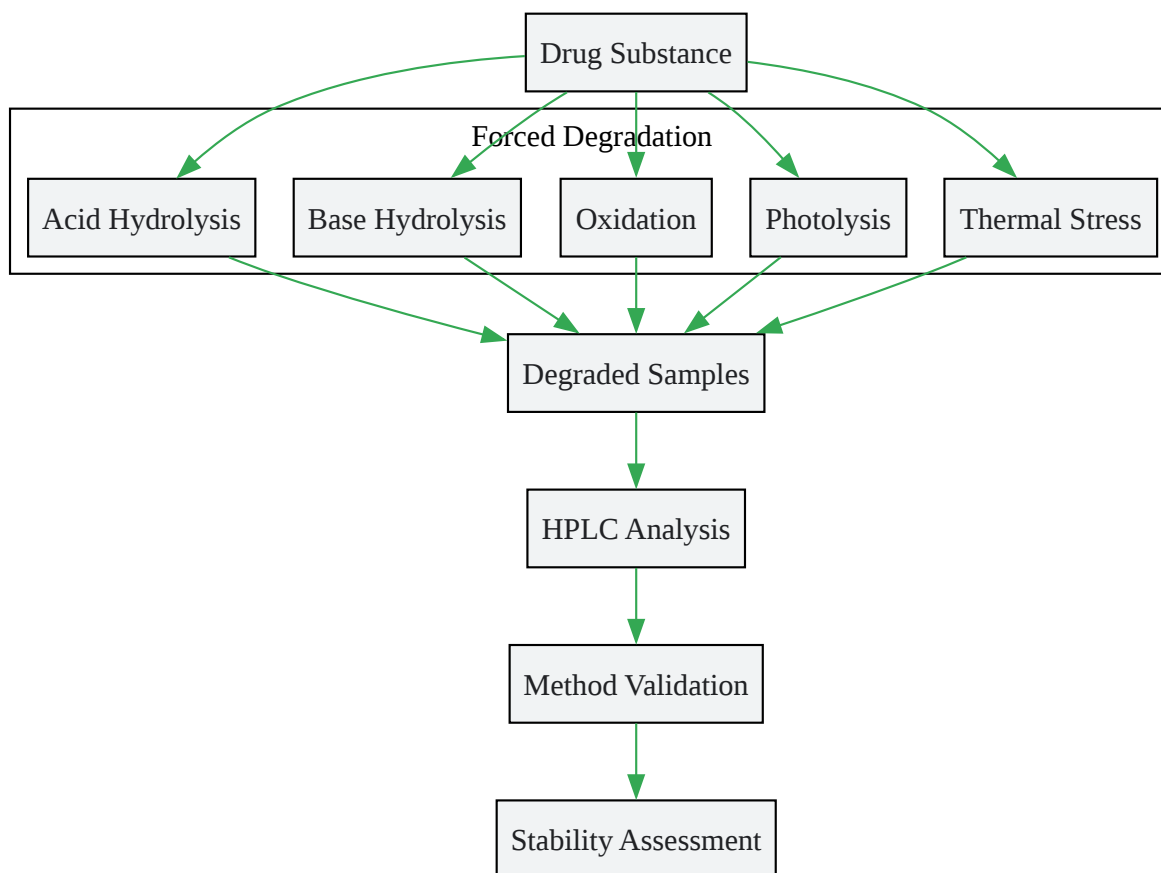 Drug Substance
Forced Degradation
Acid Hydrolysis
Base Hydrolysis
Oxidation
Photolysis
Thermal Stress
Degraded Samples
HPLC Analysis
Method Validation
Stability Assessment